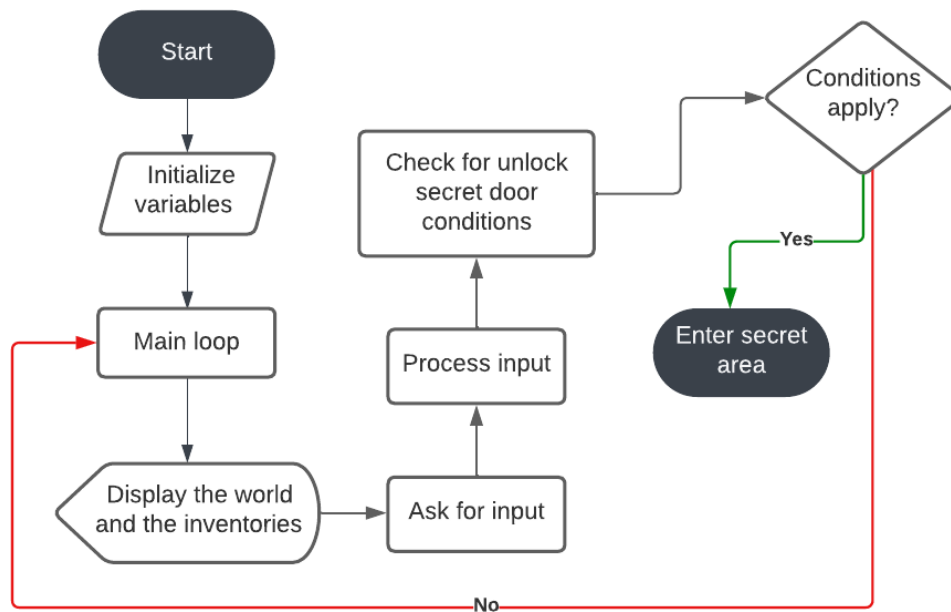 Start
Initialize
variables
Main loop
Display the world
and the inventories
Ask for input
Process input
Check for unlock
secret door
conditions
Conditions
apply?
Yes
Enter secret
area
No